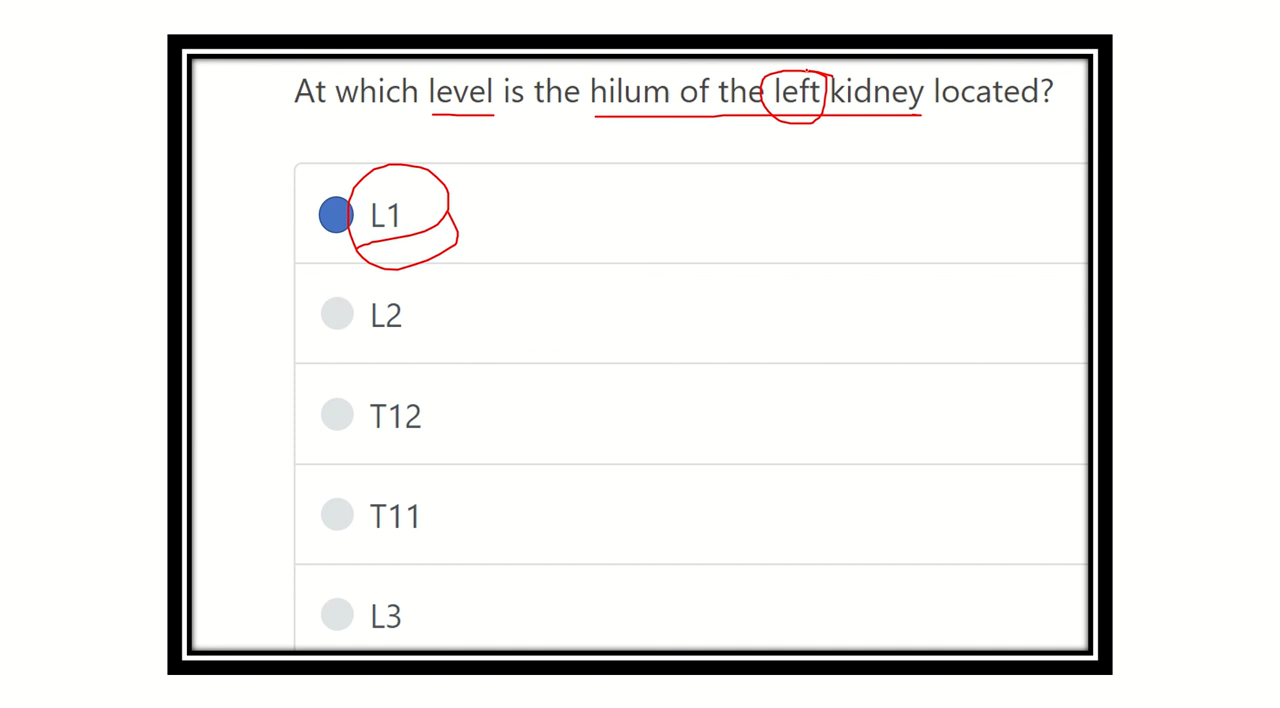 At which level is the hilum of the left kidney located?
L1
L2
T12
T11
L3